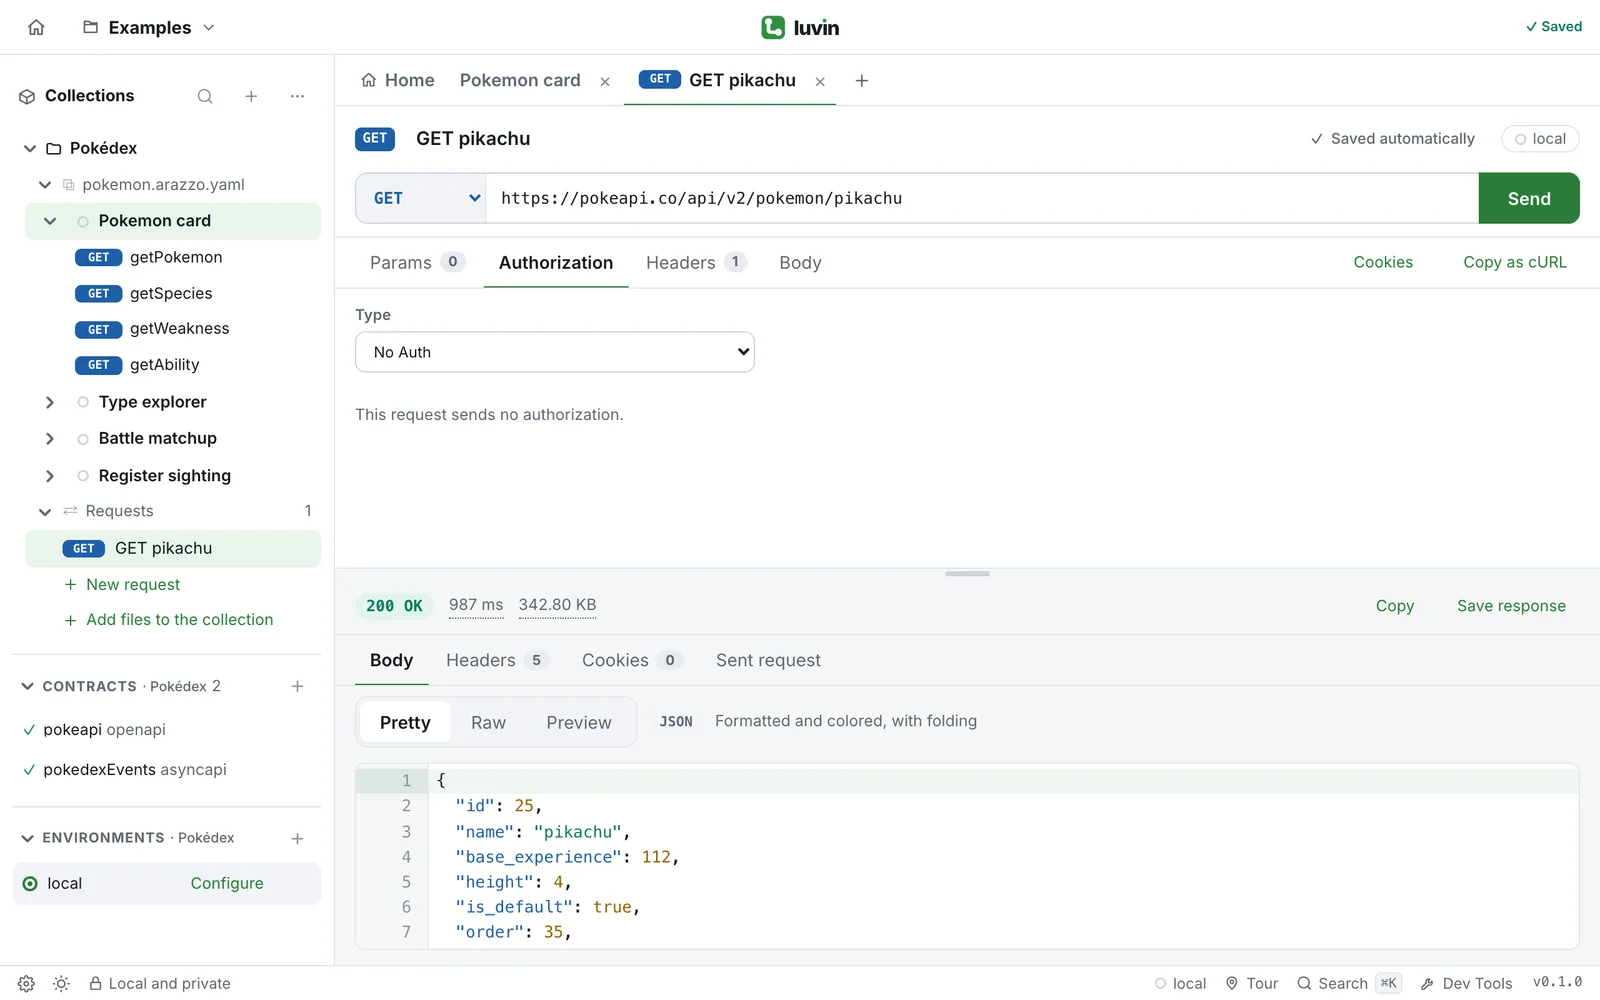 Examples
luvin
Saved
Collections
Home
Pokemon card
GET GET pikachu
Pokédex
pokemon.arazzo.yaml
Pokemon card
GET getPokemon
GET getSpecies
GET getWeakness
GET getAbility
Type explorer
Battle matchup
Register sighting
Requests 1
GET GET pikachu
New request
Add files to the collection
CONTRACTS · Pokédex 2
pokeapi openapi
pokedexEvents asyncapi
ENVIRONMENTS · Pokédex
local Configure
GET GET pikachu
Saved automatically
local
GET https://pokeapi.co/api/v2/pokemon/pikachu Send
Params 0 Authorization Headers 1 Body
Cookies Copy as cURL
Type
No Auth
This request sends no authorization.
200 OK 987 ms 342.80 KB
Copy Save response
Body Headers 5 Cookies 0 Sent request
Pretty Raw Preview JSON Formatted and colored, with folding
1 {
2 "id": 25,
3 "name": "pikachu",
4 "base_experience": 112,
5 "height": 4,
6 "is_default": true,
7 "order": 35,
Local and private
local Tour Search ⌘K Dev Tools v0.1.0